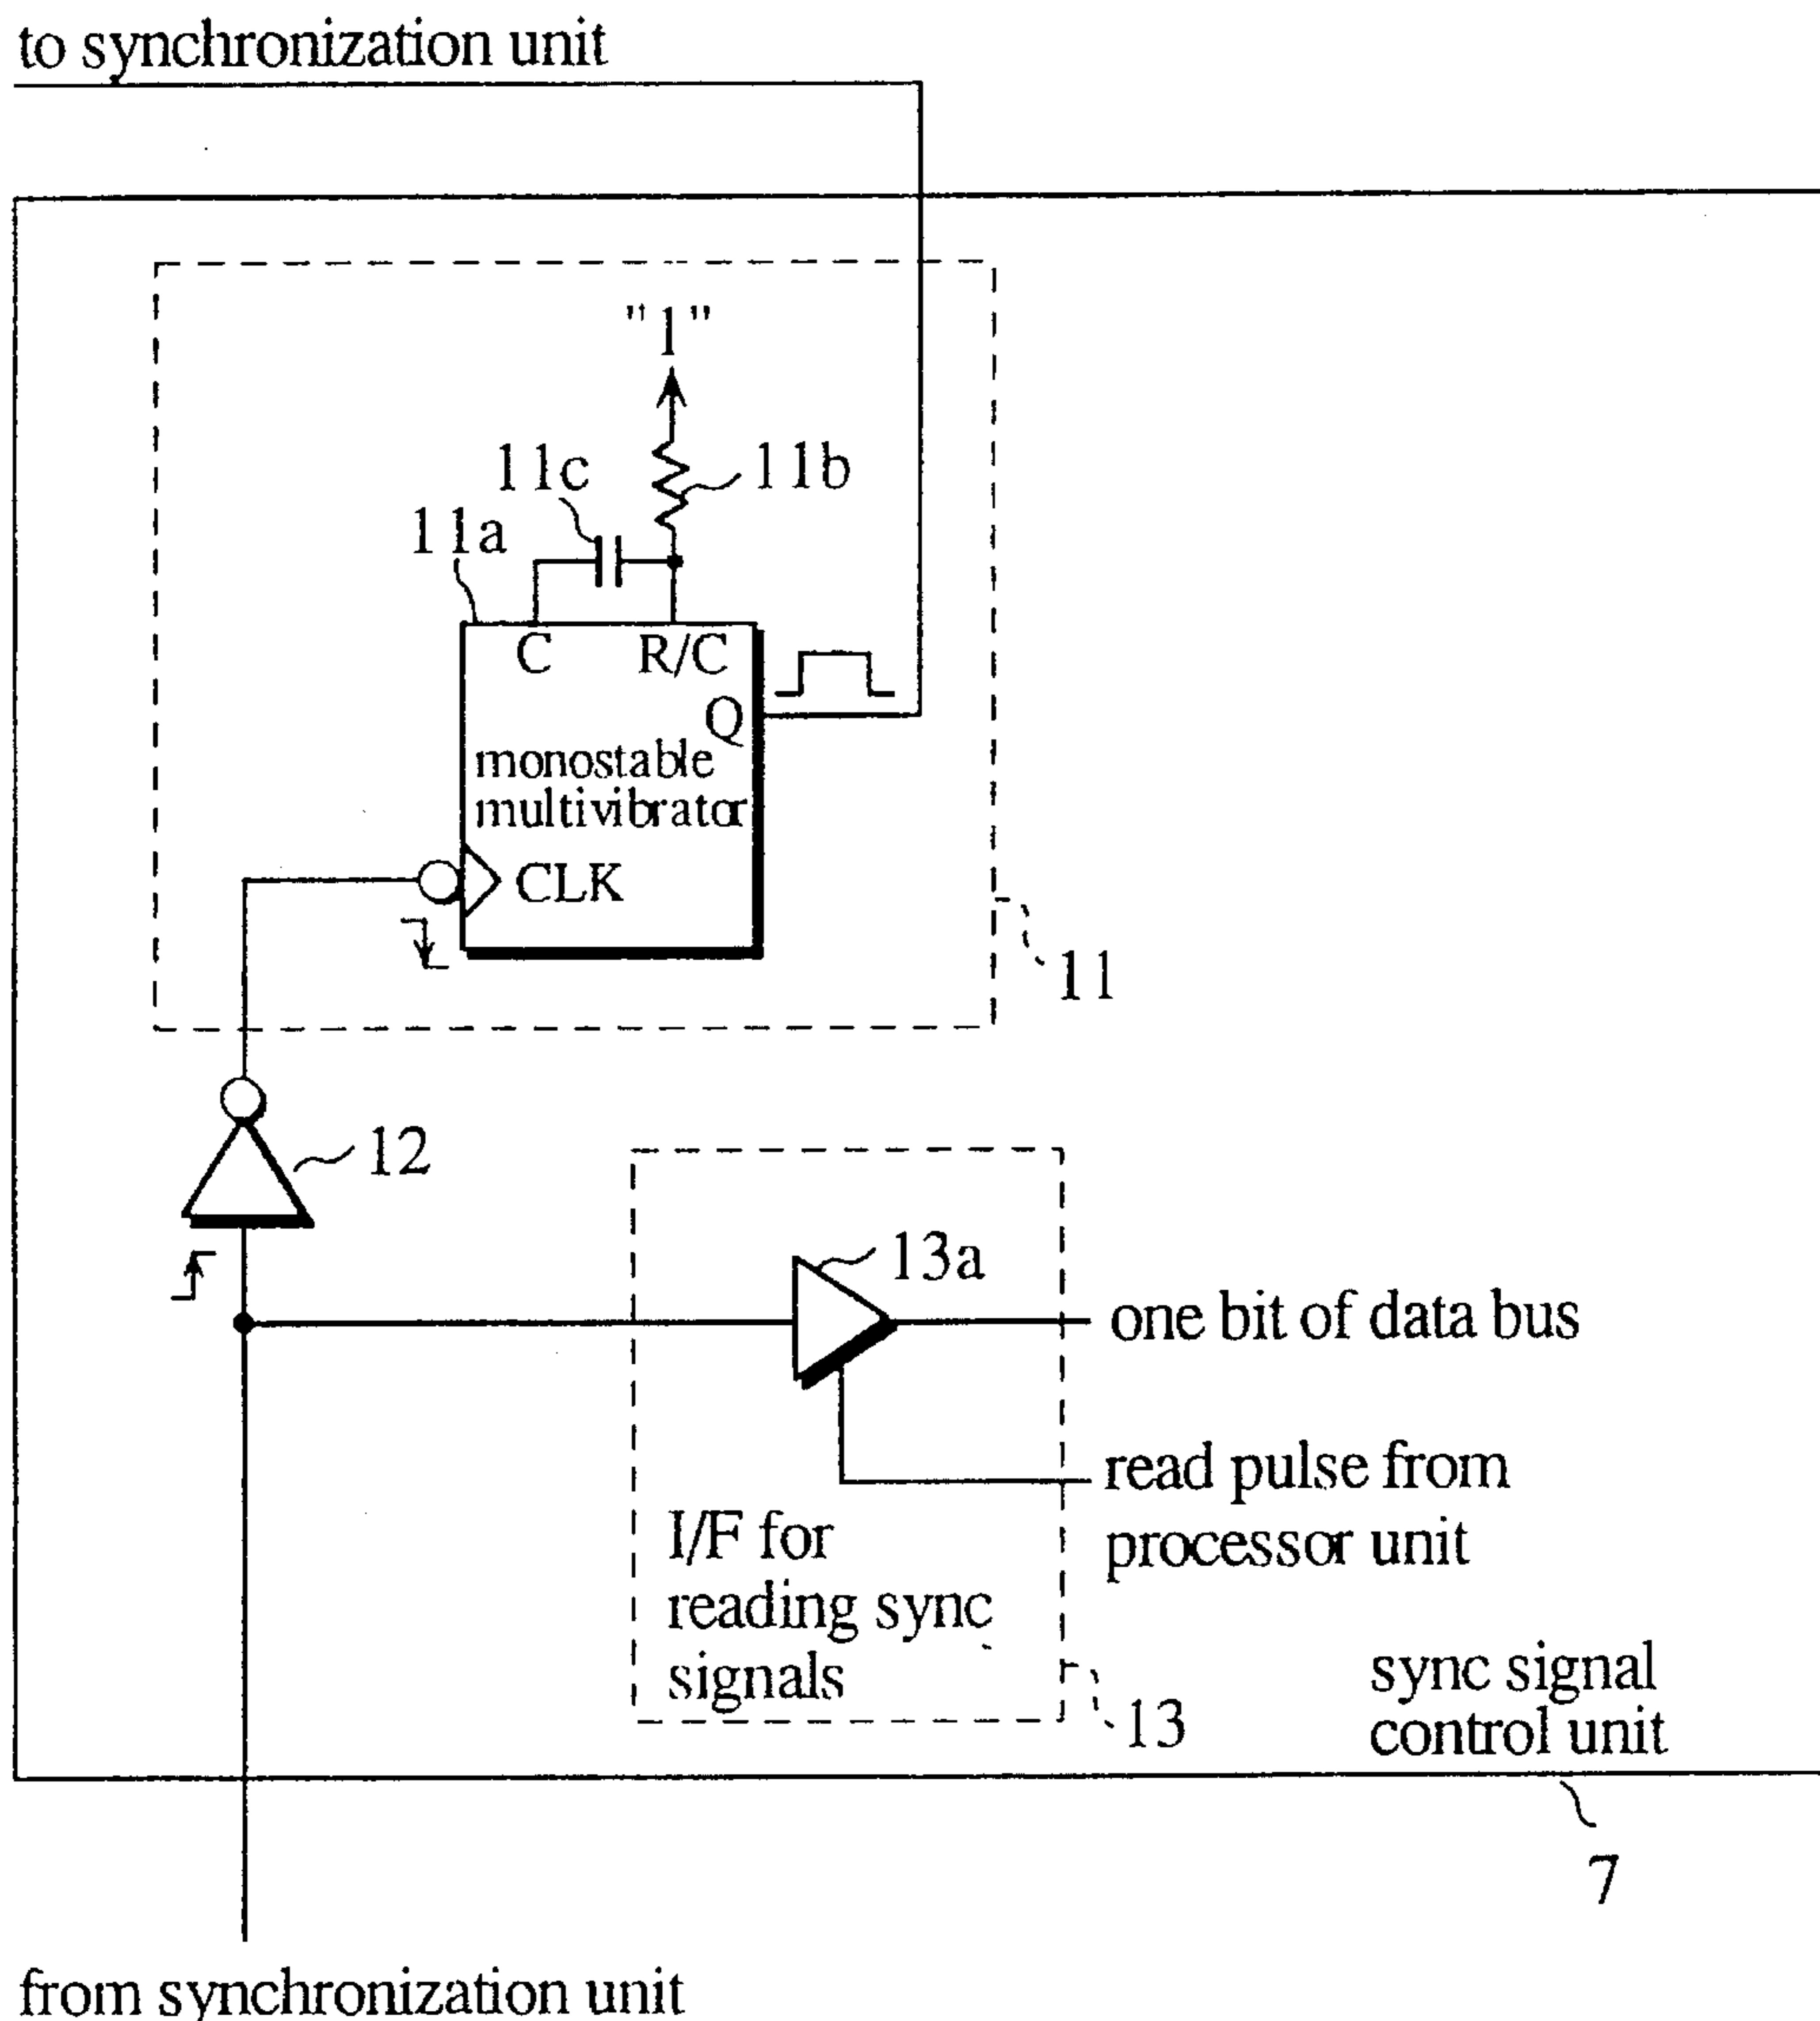 to synchronization unit
"1"
11c
11b
11a
C
R/C
Q
monostable
multivibrator
CLK
11
12
13a
one bit of data bus
read pulse from
processor unit
I/F for
reading sync
signals
13
sync signal
control unit
7
from synchronization unit